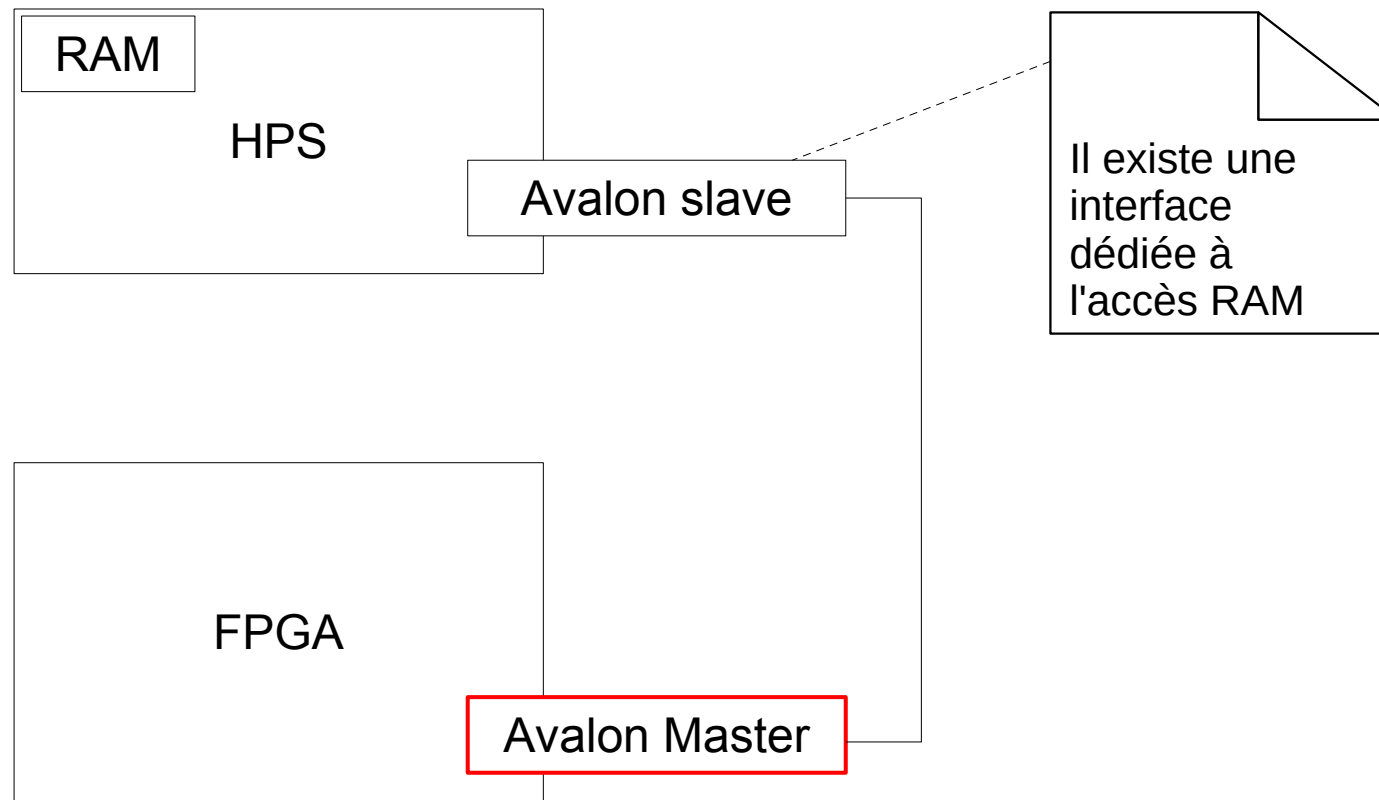 RAM
HPS
Avalon slave
Il existe une
interface
dédiée à
l'accès RAM
FPGA
Avalon Master